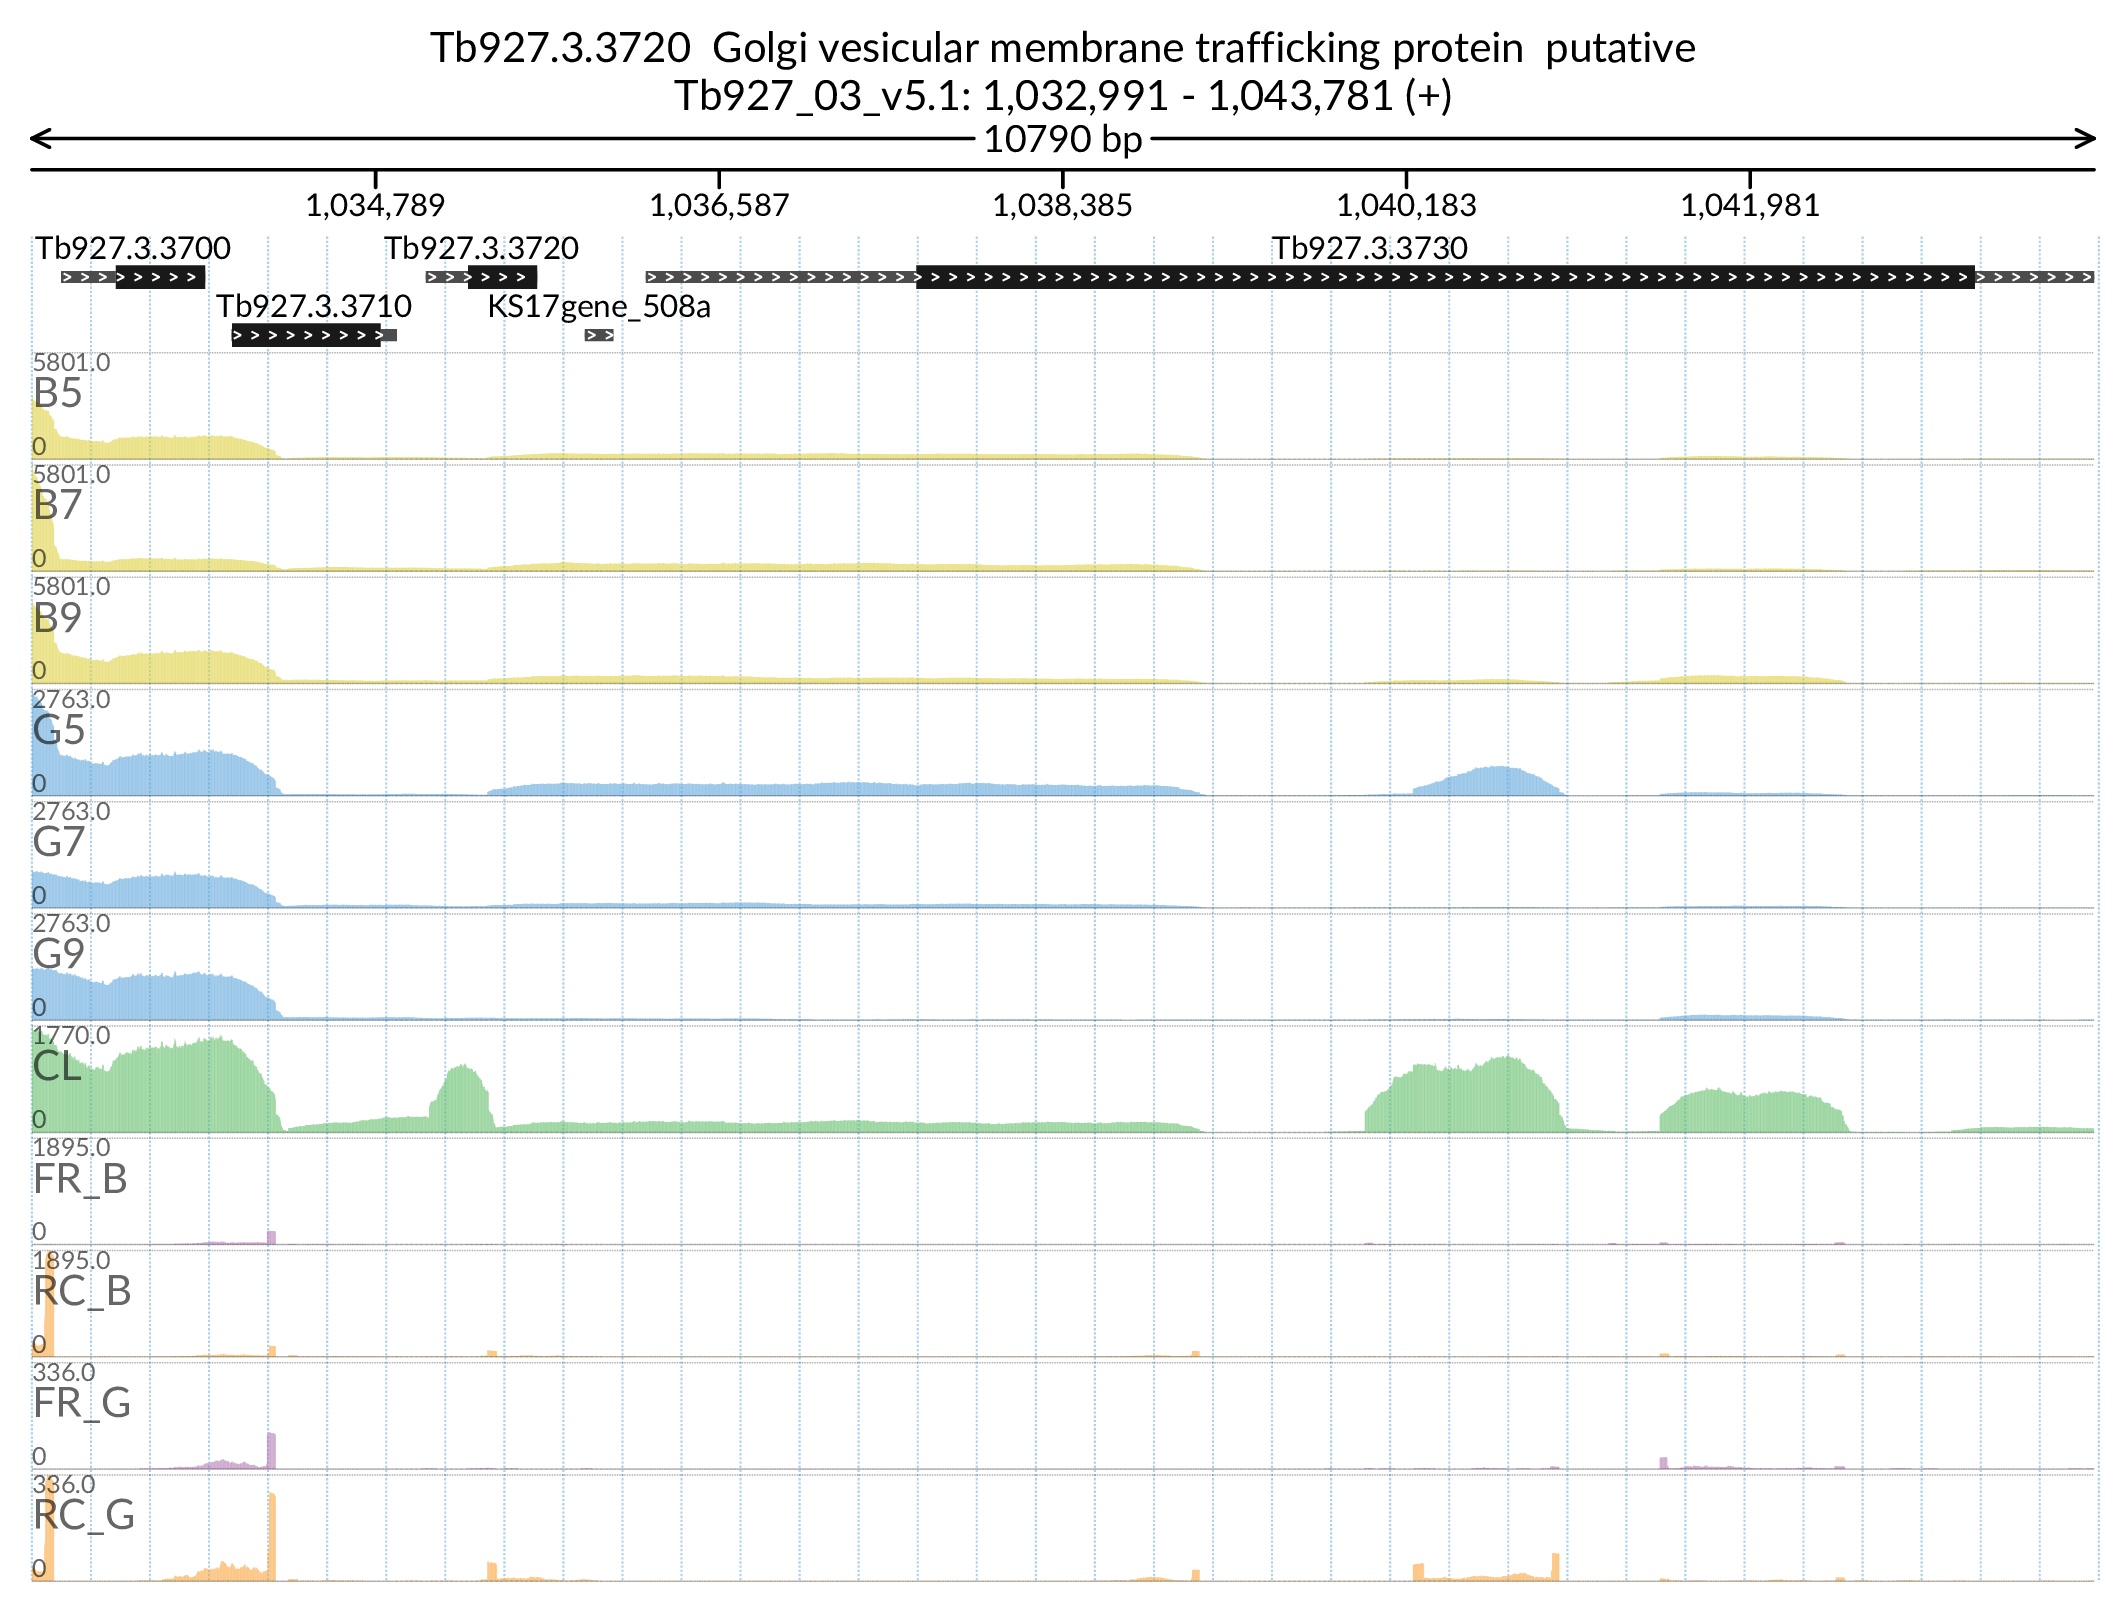 Tb927.3.3720  Golgi vesicular membrane trafficking protein  putative
Tb927_03_v5.1: 1,032,991 - 1,043,781 (+)
10790 bp
1,034,789 1,036,587 1,038,385 1,040,183 1,041,981
Tb927.3.3700 Tb927.3.3720 Tb927.3.3730
Tb927.3.3710 KS17gene_508a
5801.0
B5
0
5801.0
B7
0
5801.0
B9
0
2763.0
G5
0
2763.0
G7
0
2763.0
G9
0
1770.0
CL
0
1895.0
FR_B
0
1895.0
RC_B
0
336.0
FR_G
0
336.0
RC_G
0